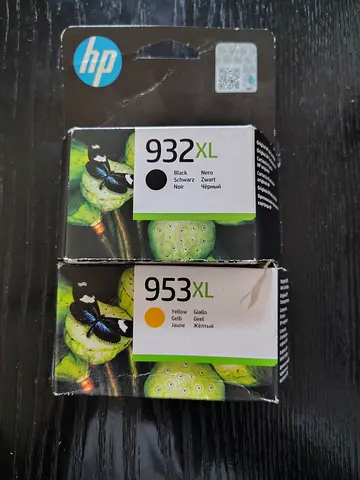 hp
932XL
Black Nero
Schwarz Zwart
Noir Чёрный
953XL
Yellow Giallo
Gelb Geel
Jaune Жёлтый